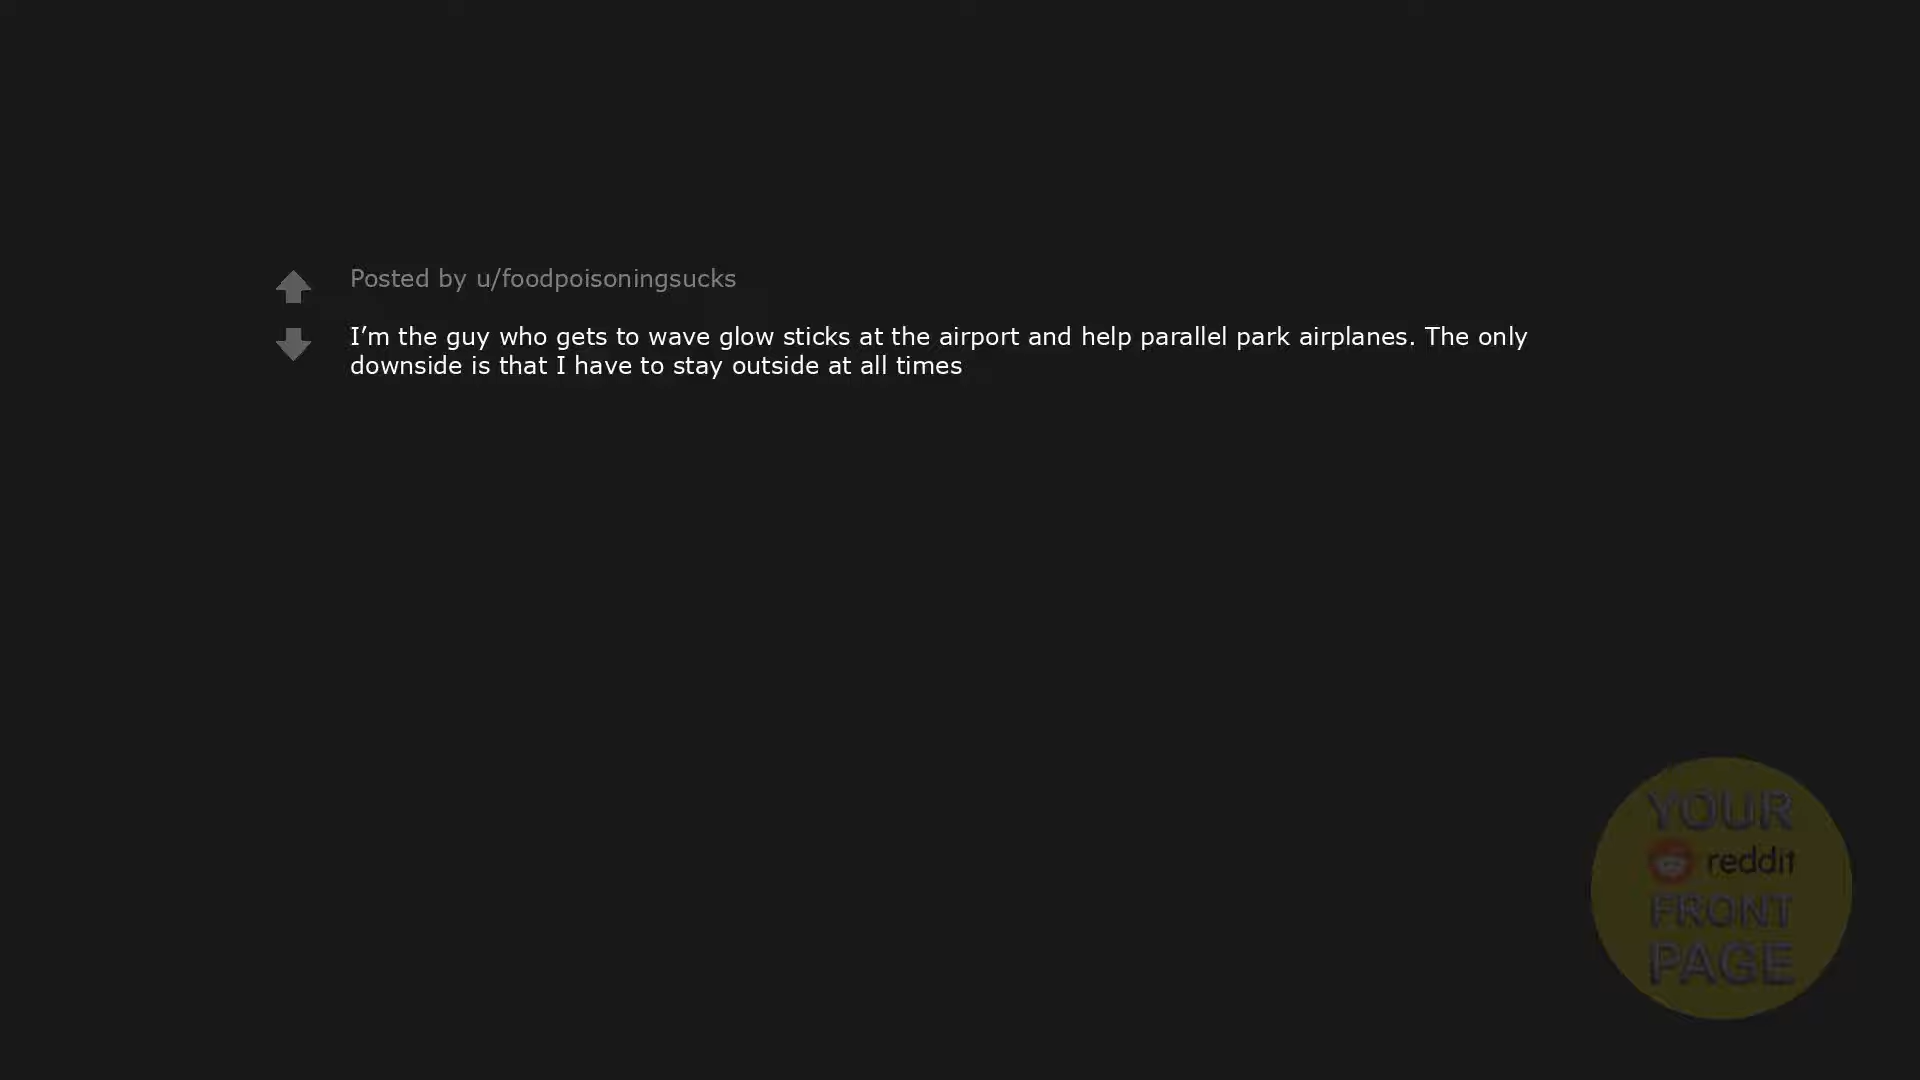 Posted by u/foodpoisoningsucks
I’m the guy who gets to wave glow sticks at the airport and help parallel park airplanes. The only
downside is that I have to stay outside at all times
YOUR
reddit
FRONT
PAGE